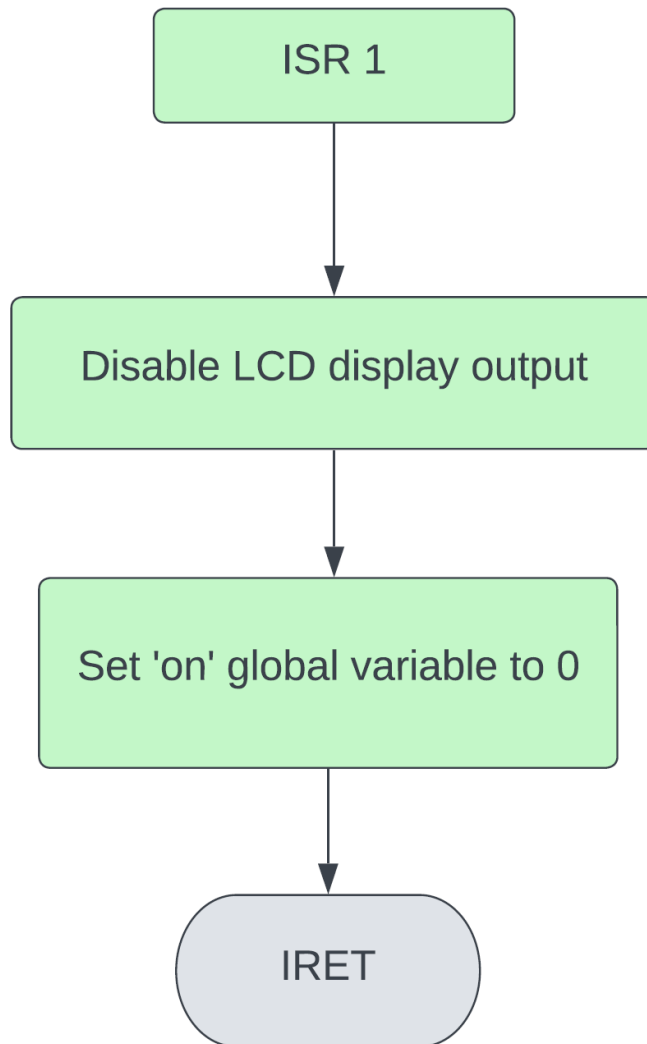 ISR 1
Disable LCD display output
Set 'on' global variable to 0
IRET